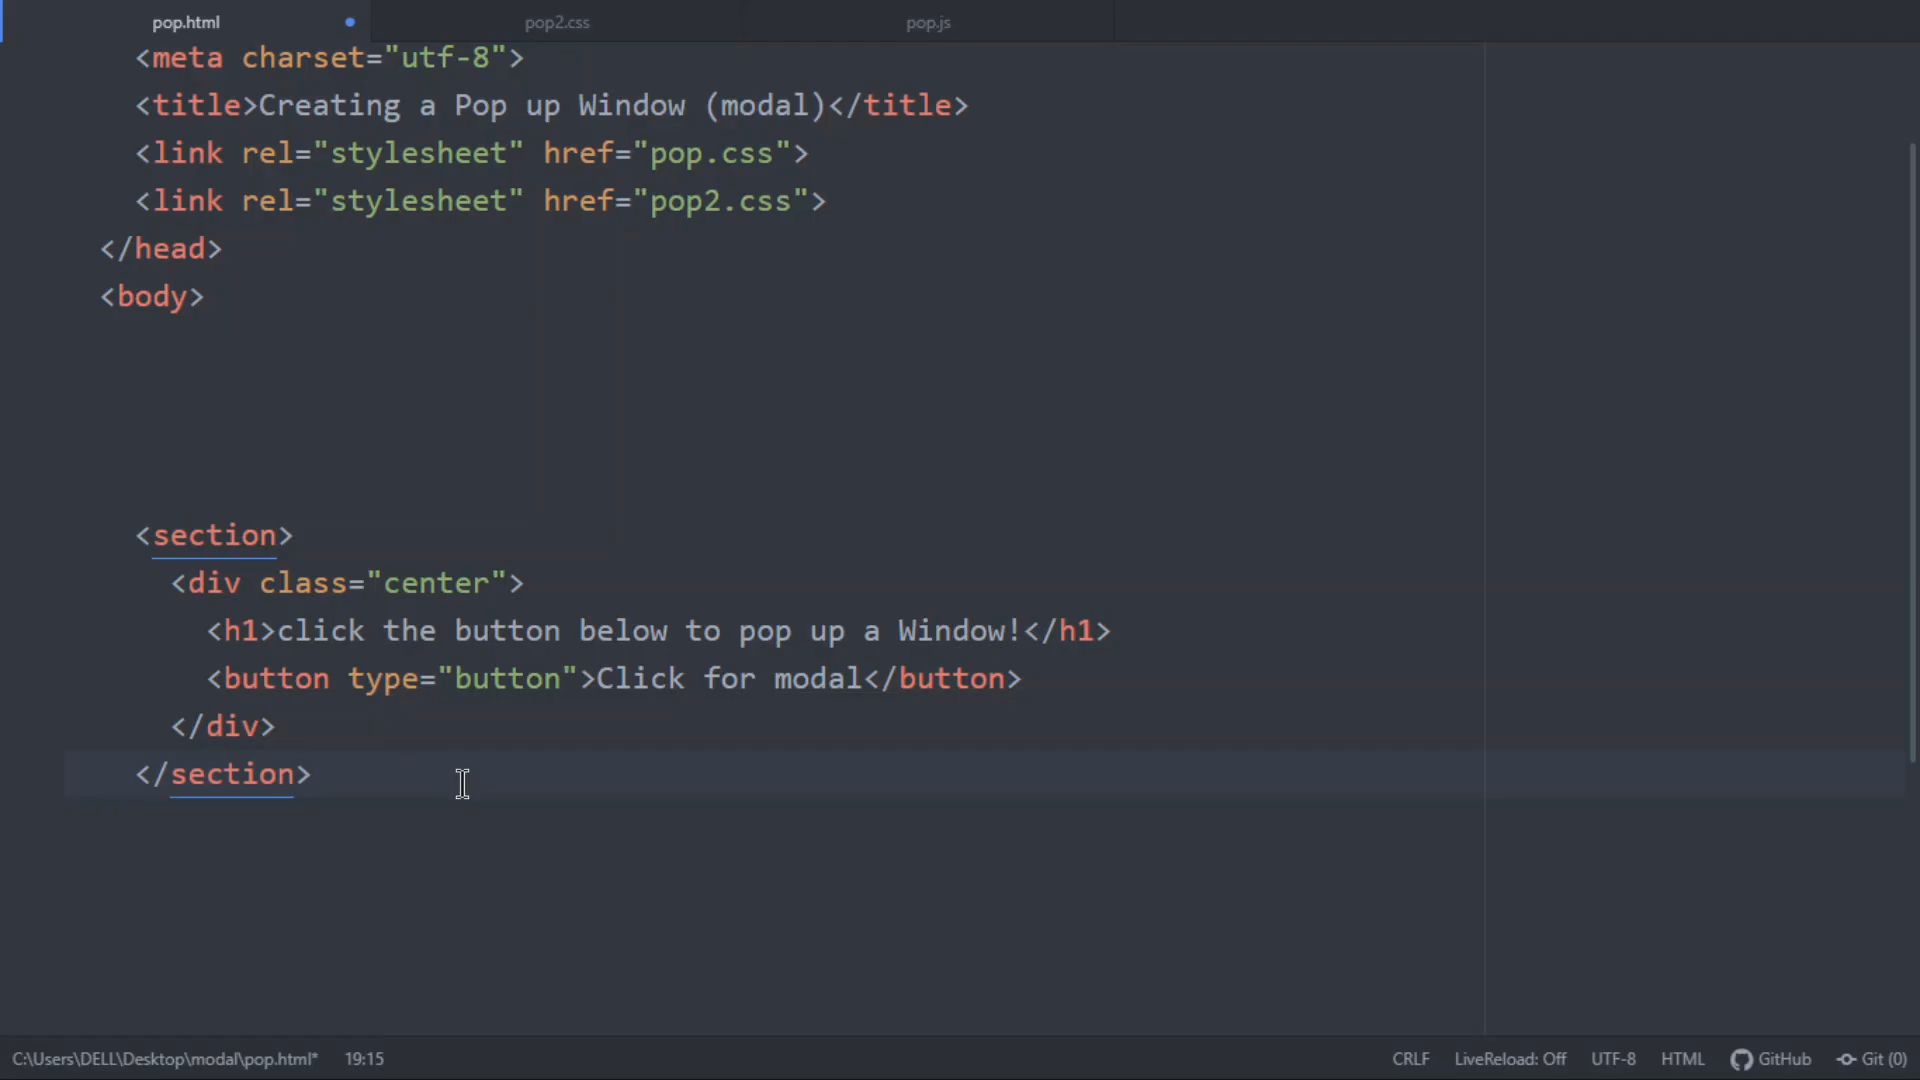 pop.html pop2.css pop.js
<meta charset="utf-8">
<title>Creating a Pop up Window (modal)</title>
<link rel="stylesheet" href="pop.css">
<link rel="stylesheet" href="pop2.css">
</head>
<body>
<section>
<div class="center">
<h1>click the button below to pop up a Window!</h1>
<button type="button">Click for modal</button>
</div>
</section>
C:\Users\DELL\Desktop\modal\pop.html* 19:15 CRLF LiveReload: Off UTF-8 HTML GitHub Git (0)